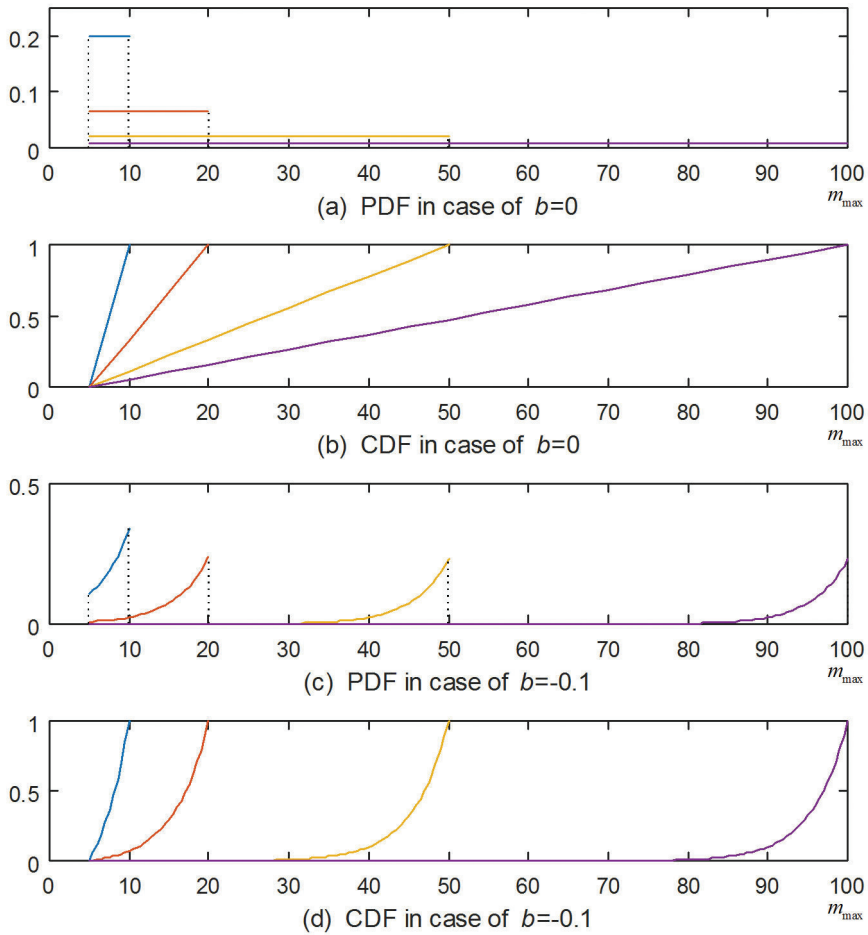 0.2
0.1
0
0 10 20 30 40 50 60 70 80 90 100
m_max
(a) PDF in case of b=0
1
0.5
0
0 10 20 30 40 50 60 70 80 90 100
m_max
(b) CDF in case of b=0
0.5
0
0 10 20 30 40 50 60 70 80 90 100
m_max
(c) PDF in case of b=-0.1
1
0.5
0
0 10 20 30 40 50 60 70 80 90 100
m_max
(d) CDF in case of b=-0.1